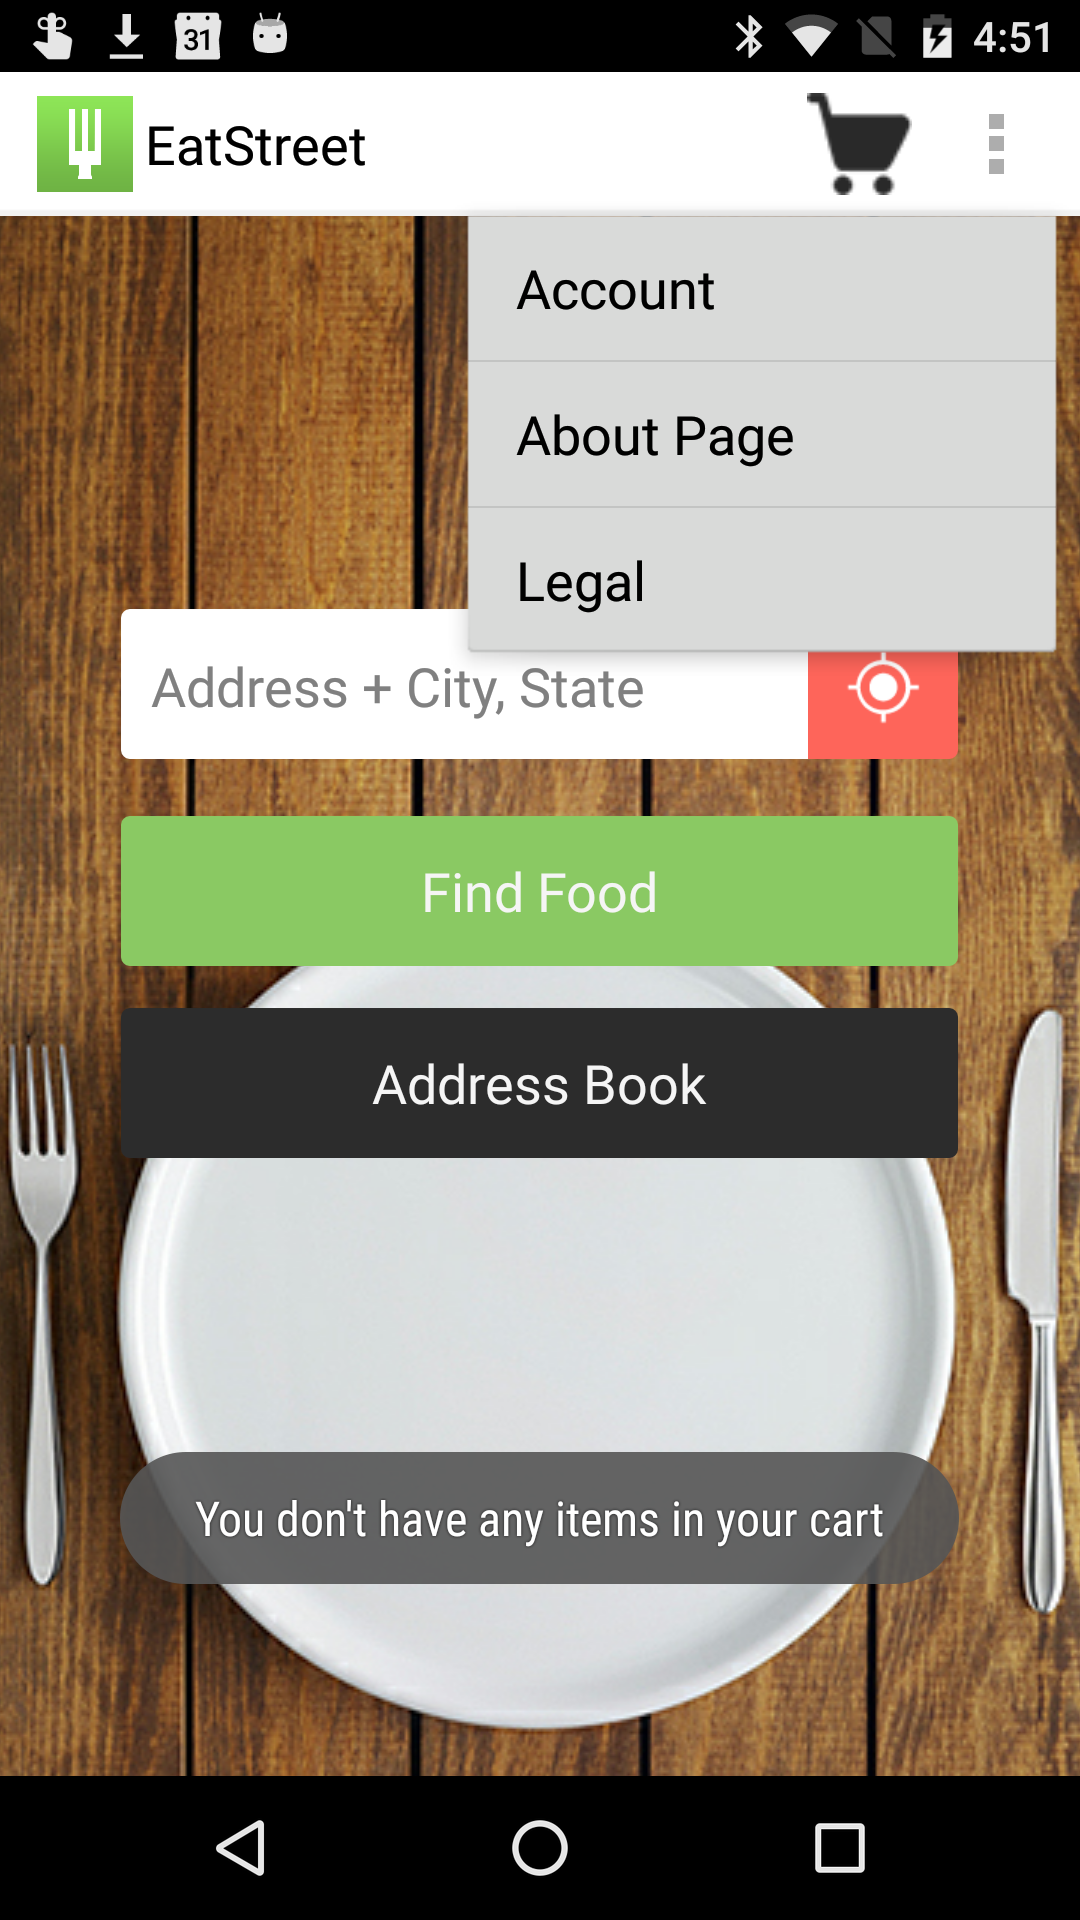 31
4:51
EatStreet
Account
About Page
Legal
Address + City, State
Find Food
Address Book
You don't have any items in your cart